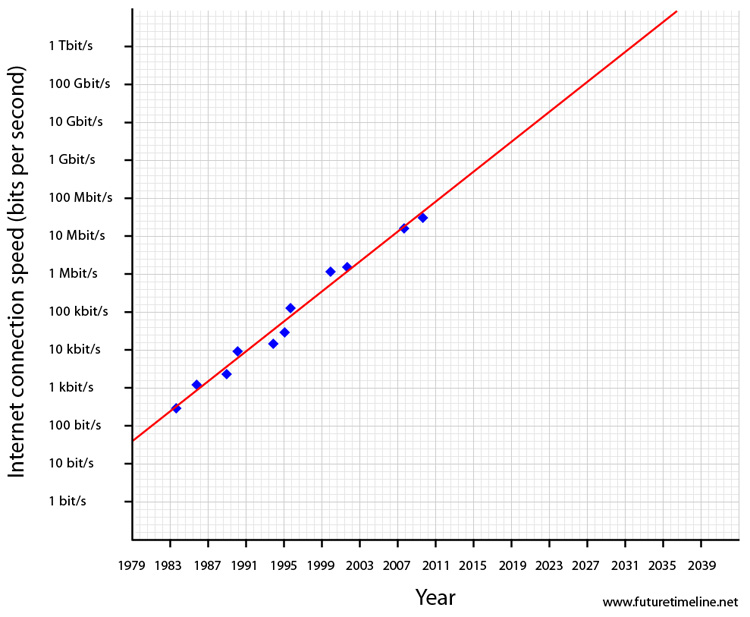 Internet connection speed (bits per second)
1 Tbit/s
100 Gbit/s
10 Gbit/s
1 Gbit/s
100 Mbit/s
10 Mbit/s
1 Mbit/s
100 kbit/s
10 kbit/s
1 kbit/s
100 bit/s
10 bit/s
1 bit/s
1979 1983 1987 1991 1995 1999 2003 2007 2011 2015 2019 2023 2027 2031 2035 2039
Year
www.futuretimeline.net